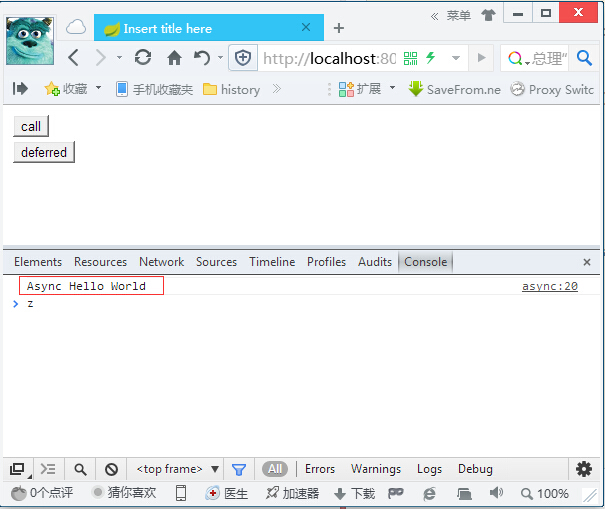 « 菜单
Insert title here ✕ +
http://localhost:80 总理"
收藏 手机收藏夹 history » 扩展 SaveFrom.ne Proxy Switc
call
deferred
Elements Resources Network Sources Timeline Profiles Audits Console ×
Async Hello World async:20
> z
<top frame> ▼ All Errors Warnings Logs Debug
0个点评 猜你喜欢 医生 加速器 下载 100%